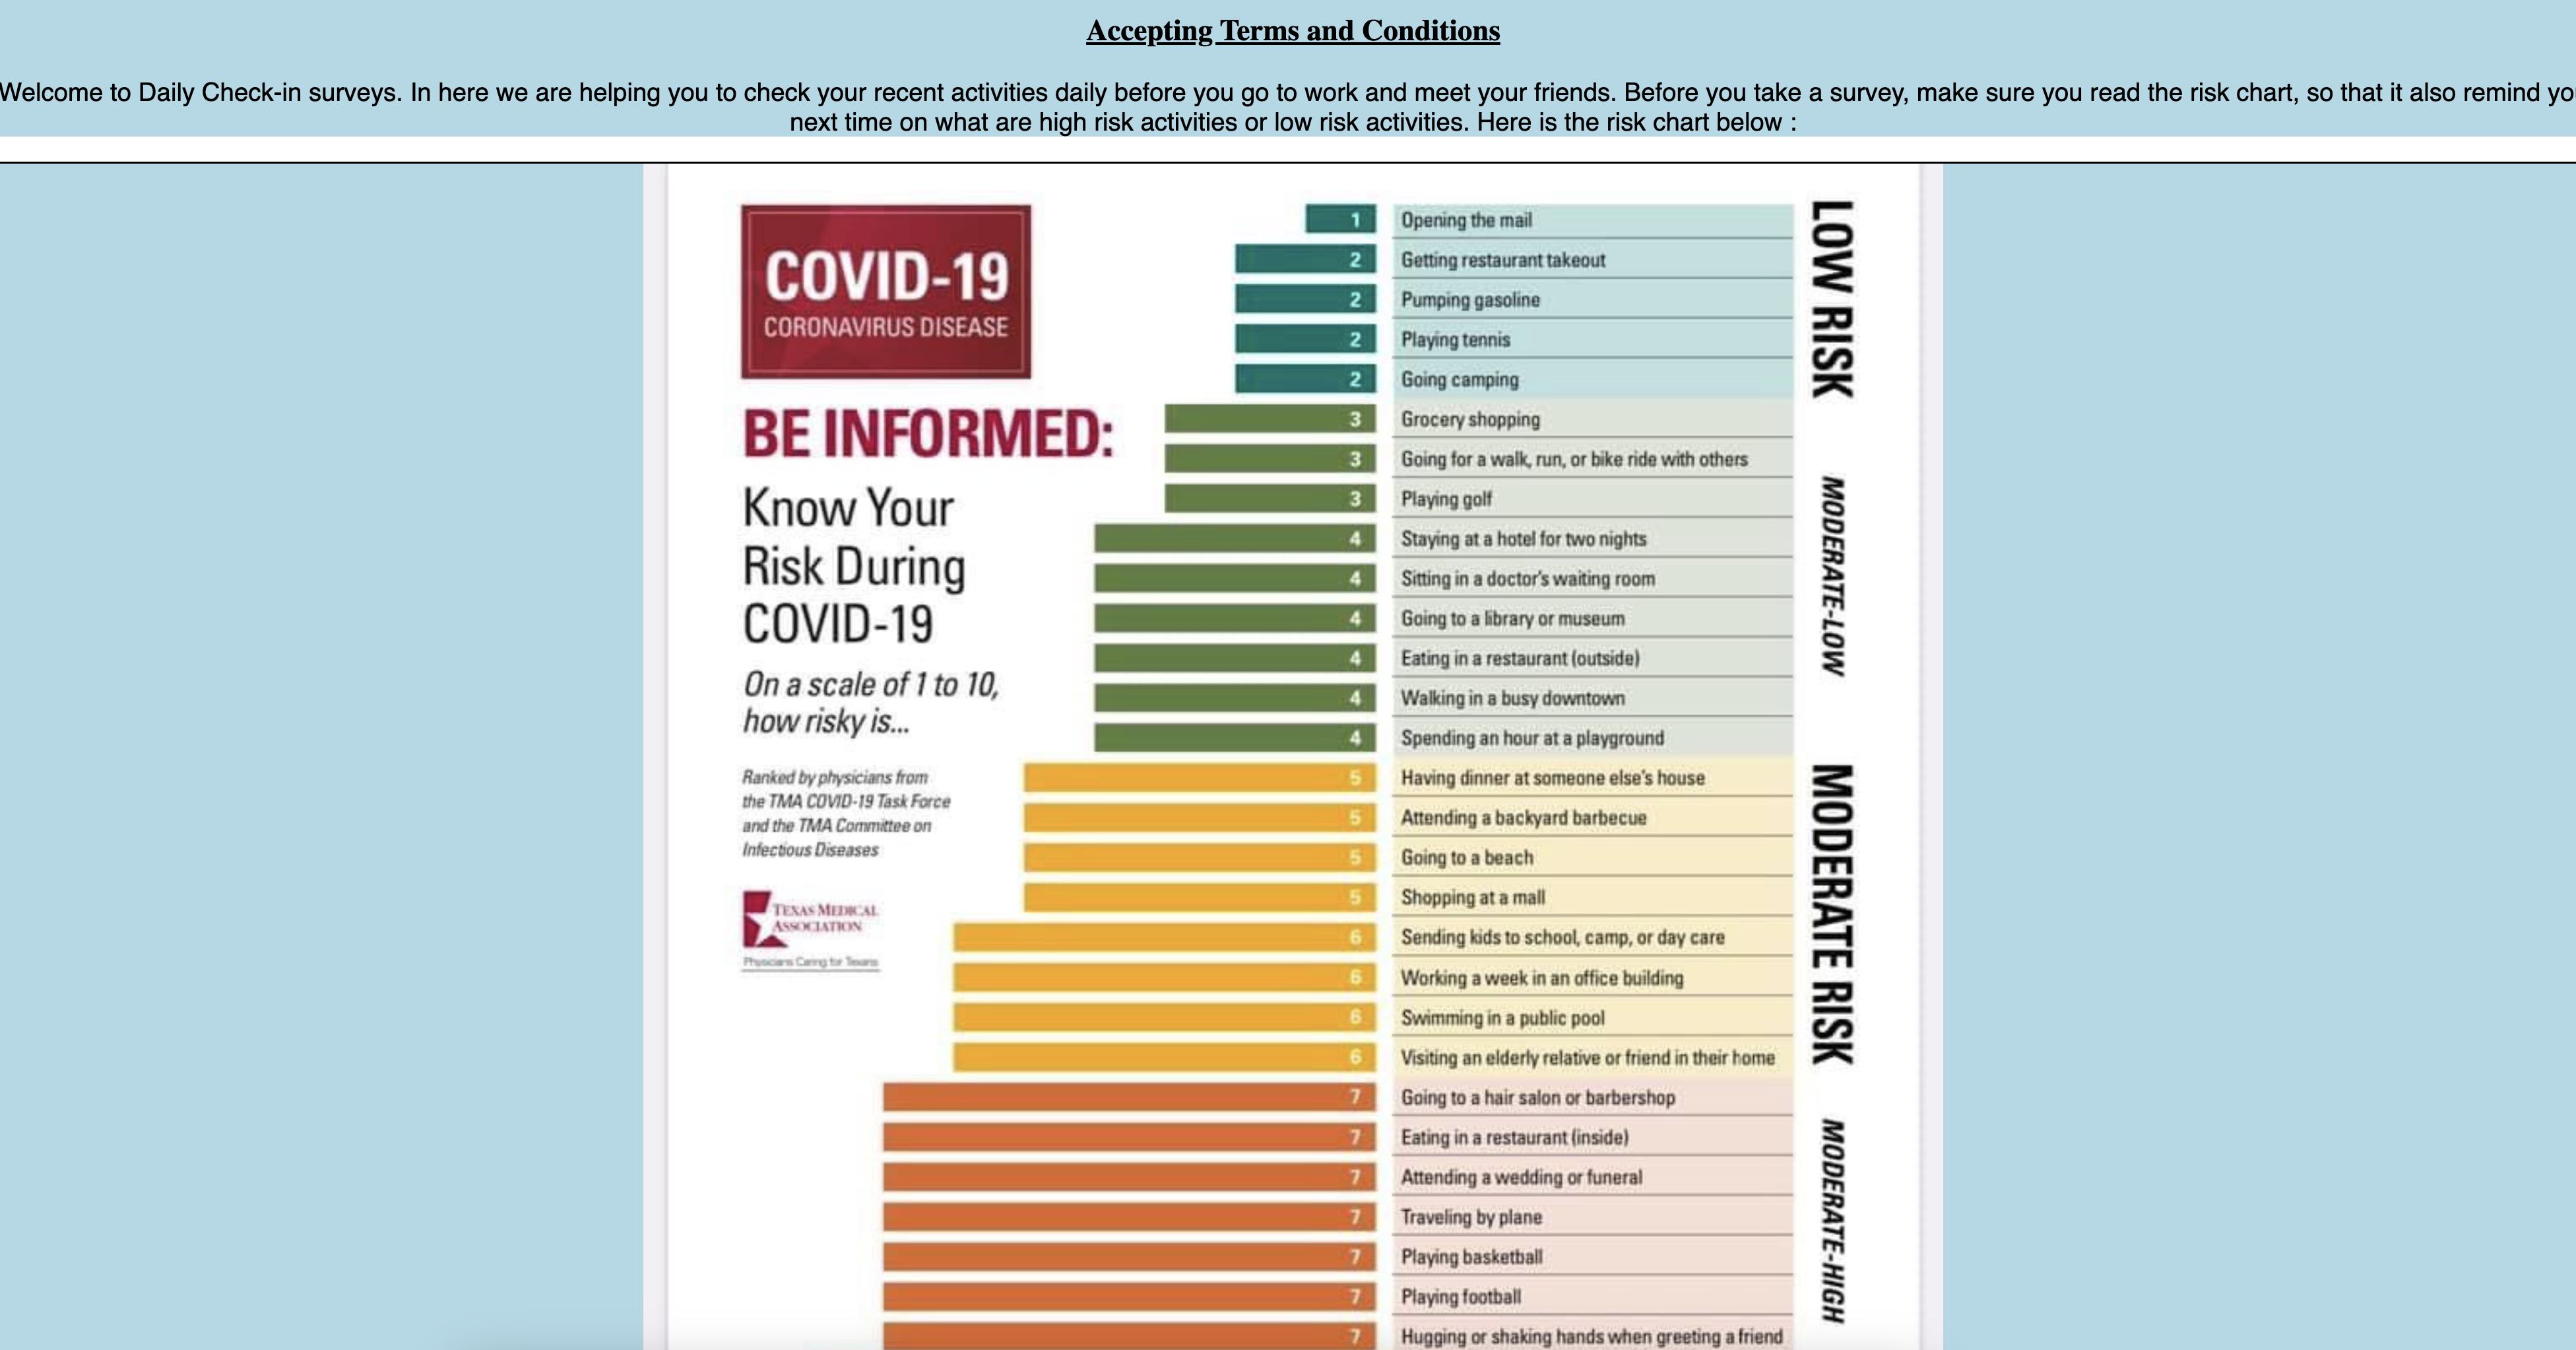 Accepting Terms and Conditions
Welcome to Daily Check-in surveys. In here we are helping you to check your recent activities daily before you go to work and meet your friends. Before you take a survey, make sure you read the risk chart, so that it also remind yo
next time on what are high risk activities or low risk activities. Here is the risk chart below :
COVID-19
CORONAVIRUS DISEASE
BE INFORMED:
Know Your
Risk During
COVID-19
On a scale of 1 to 10,
how risky is...
Ranked by physicians from
the TMA COVID-19 Task Force
and the TMA Committee on
Infectious Diseases
TEXAS MEDICAL
ASSOCIATION
Physicians Caring for Texans
1 Opening the mail
2 Getting restaurant takeout
2 Pumping gasoline
2 Playing tennis
2 Going camping
3 Grocery shopping
3 Going for a walk, run, or bike ride with others
3 Playing golf
4 Staying at a hotel for two nights
4 Sitting in a doctor's waiting room
4 Going to a library or museum
4 Eating in a restaurant (outside)
4 Walking in a busy downtown
4 Spending an hour at a playground
5 Having dinner at someone else's house
5 Attending a backyard barbecue
5 Going to a beach
5 Shopping at a mall
6 Sending kids to school, camp, or day care
6 Working a week in an office building
6 Swimming in a public pool
6 Visiting an elderly relative or friend in their home
7 Going to a hair salon or barbershop
7 Eating in a restaurant (inside)
7 Attending a wedding or funeral
7 Traveling by plane
7 Playing basketball
7 Playing football
7 Hugging or shaking hands when greeting a friend
LOW RISK
MODERATE-LOW
MODERATE RISK
MODERATE-HIGH